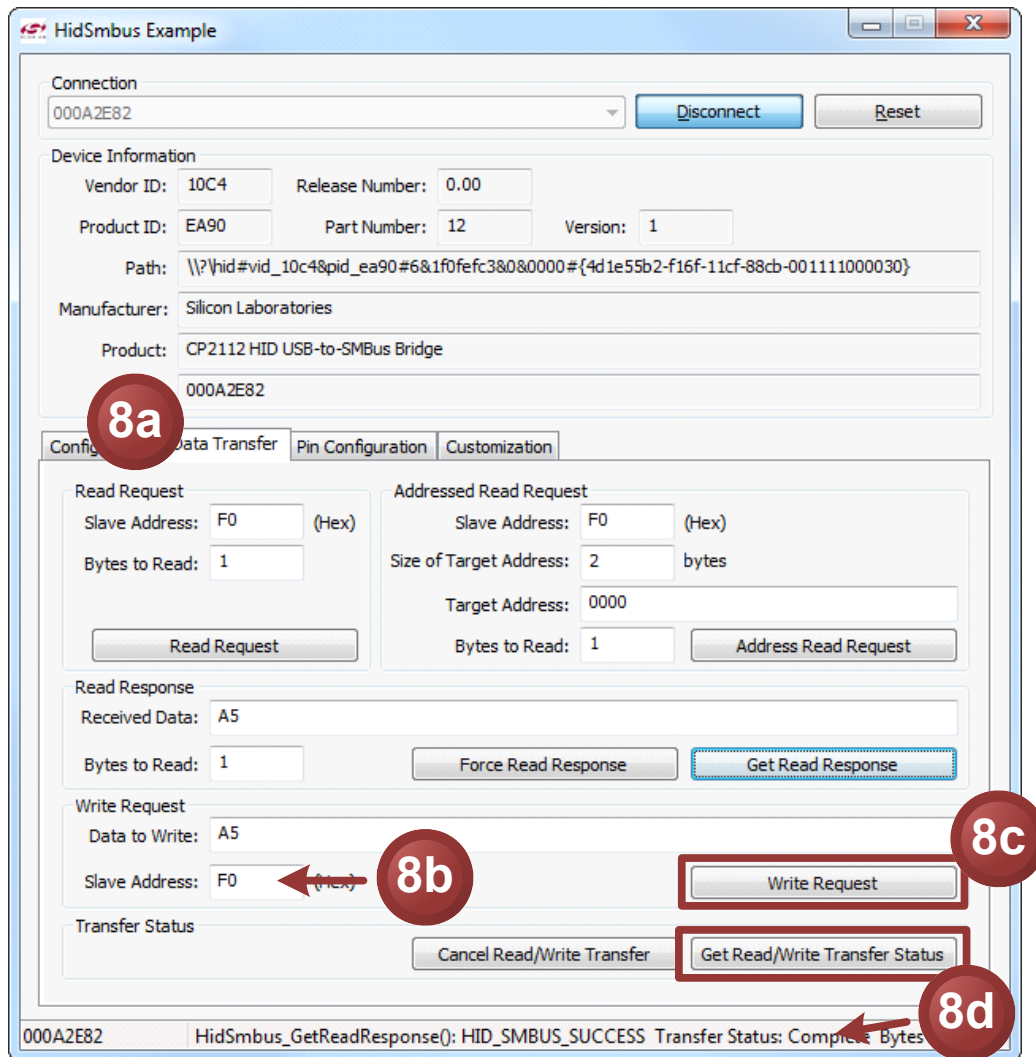 HidSmbus Example
Connection
000A2E82 Disconnect Reset
Device Information
Vendor ID: 10C4 Release Number: 0.00
Product ID: EA90 Part Number: 12 Version: 1
Path: \\?\hid#vid_10c4&pid_ea90#6&1f0fefc3&0&0000#{4d1e55b2-f16f-11cf-88cb-001111000030}
Manufacturer: Silicon Laboratories
Product: CP2112 HID USB-to-SMBus Bridge
000A2E82
8a
Data Transfer Pin Configuration Customization
Read Request Addressed Read Request
Slave Address: F0 (Hex) Slave Address: F0 (Hex)
Bytes to Read: 1 Size of Target Address: 2 bytes
Target Address: 0000
Read Request Bytes to Read: 1 Address Read Request
Read Response
Received Data: A5
Bytes to Read: 1 Force Read Response Get Read Response
Write Request
Data to Write: A5
8c
Slave Address: F0 (Hex) 8b Write Request
Transfer Status
Cancel Read/Write Transfer Get Read/Write Transfer Status
8d
000A2E82 HidSmbus_GetReadResponse(): HID_SMBUS_SUCCESS Transfer Status: Complete Bytes